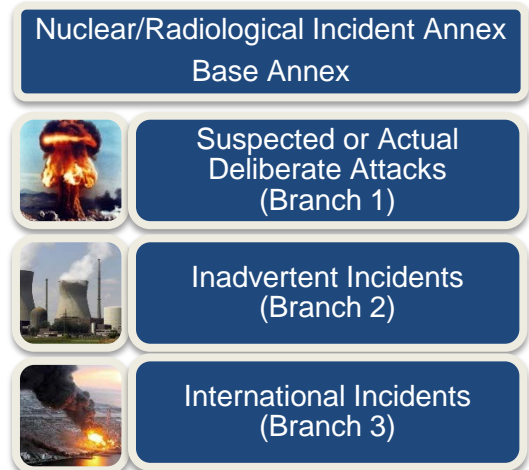 Nuclear/Radiological Incident Annex
Base Annex
Suspected or Actual
Deliberate Attacks
(Branch 1)
Inadvertent Incidents
(Branch 2)
International Incidents
(Branch 3)